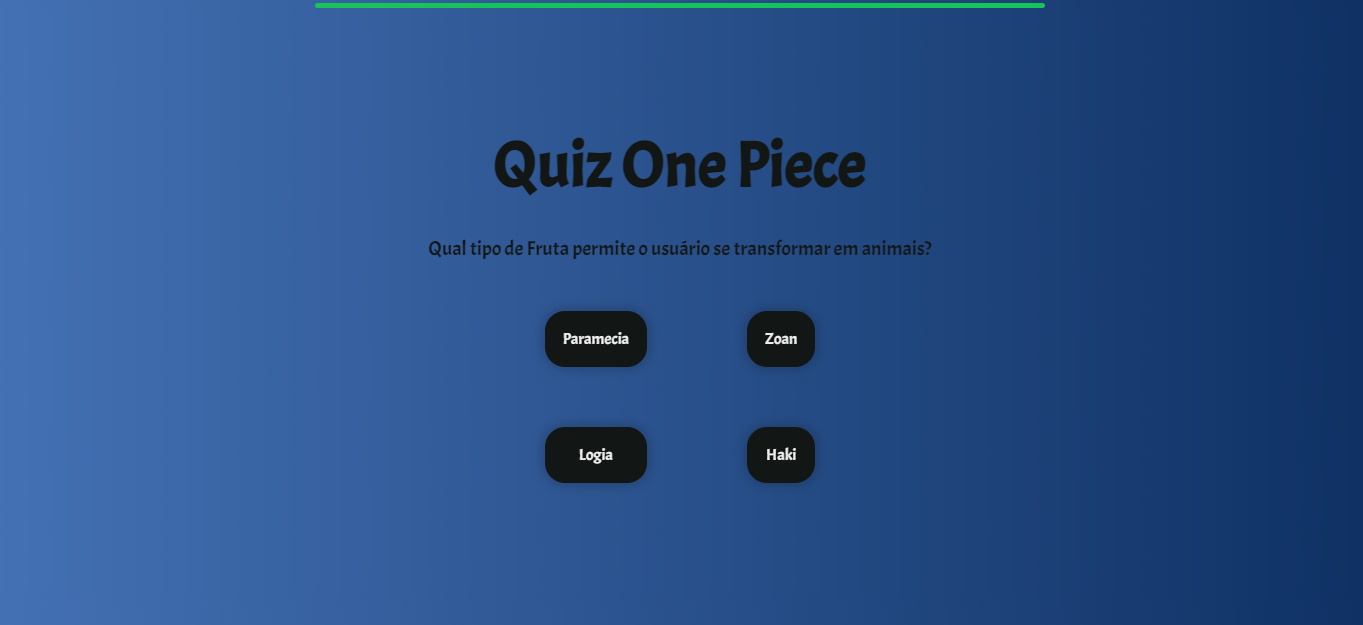 Quiz One Piece
Qual tipo de Fruta permite o usuário se transformar em animais?
Paramecia
Zoan
Logia
Haki